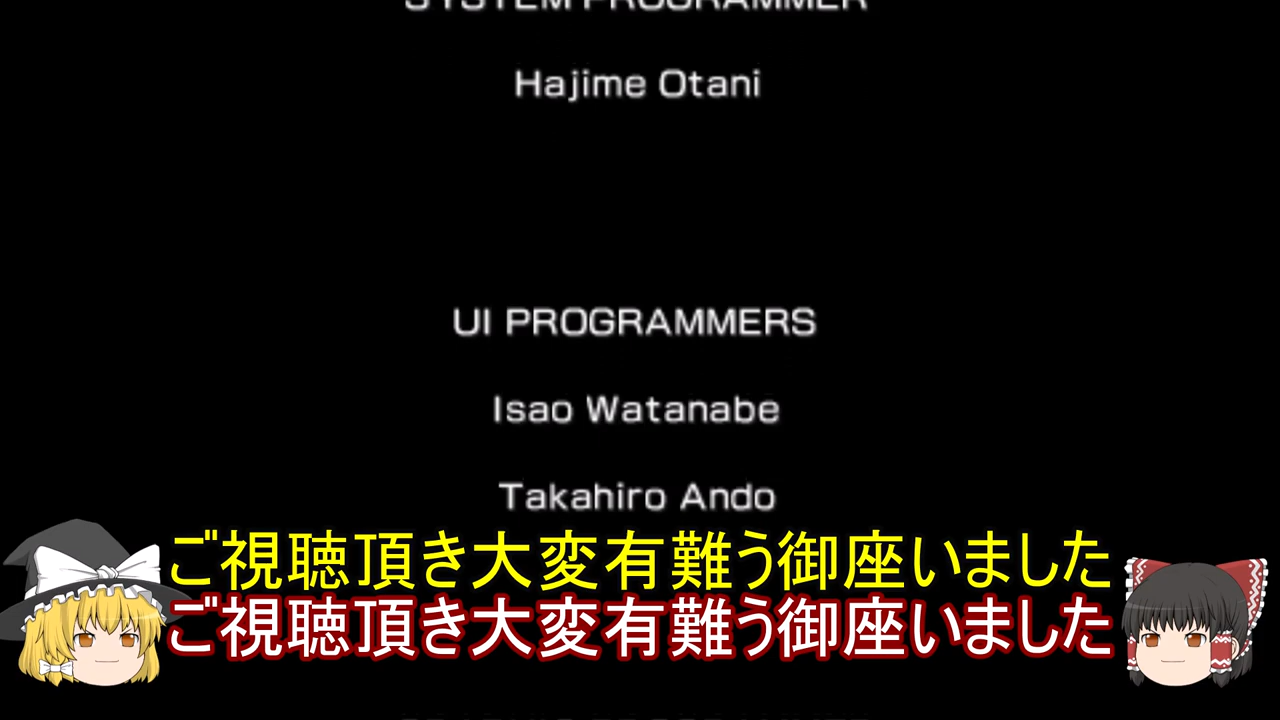 SYSTEM PROGRAMMER
Hajime Otani
UI PROGRAMMERS
Isao Watanabe
Takahiro Ando
ご視聴頂き大変有難う御座いました
ご視聴頂き大変有難う御座いました